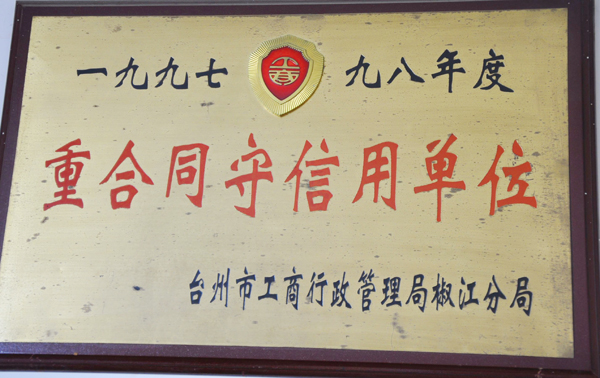 一九九七 九八年度
重合同守信用单位
台州市工商行政管理局椒江分局